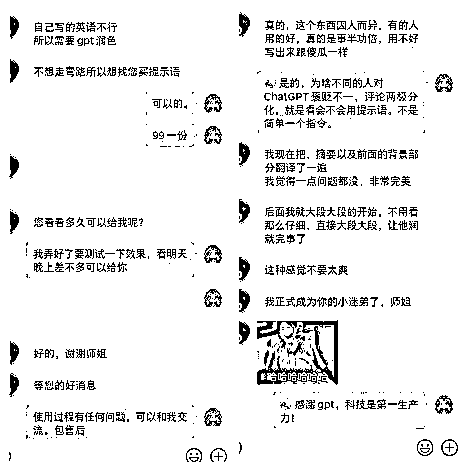 自己写的英语不行
所以需要 gpt 润色
不想走弯路所以想找您买提示语
可以的。
99一份
您看看多久可以给我呢?
我弄好了要测试一下效果，看明天
晚上差不多可以给你
好的，谢谢师姐
等您的好消息
使用过程有任何问题，可以和我交
流。包售后
真的，这个东西因人而异，有的人
用的好，真的是事半功倍，用不好
写出来跟傻瓜一样
是的，为啥不同的人对
ChatGPT 褒贬不一，评论两极分
化，就是看会不会用提示语。不是
简单一个指令。
我现在把、摘要以及前面的背景部
分翻译了一遍
我觉得一点问题都没，非常完美
后面我就大段大段的开始，不用看
那么仔细、直接大段大段，让他润
就完事了
这种感觉不要太爽
我正式成为你的小迷弟了，师姐
感谢 gpt，科技是第一生产
力！